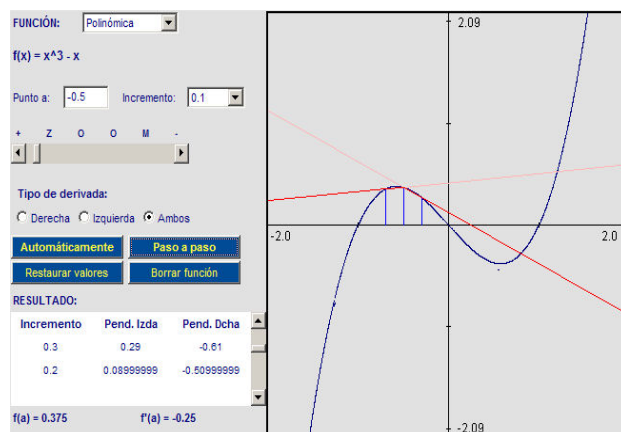 FUNCIÓN: Polinómica
f(x) = x^3 - x
Punto a: -0.5 Incremento: 0.1
+ Z O O M -
Tipo de derivada:
Derecha Izquierda Ambos
Automáticamente Paso a paso
Restaurar valores Borrar función
RESULTADO:
Incremento Pend. Izda Pend. Dcha
0.3 0.29 -0.61
0.2 0.08999999 -0.50999999
f(a) = 0.375 f'(a) = -0.25
2.09
-2.0 2.0
-2.09